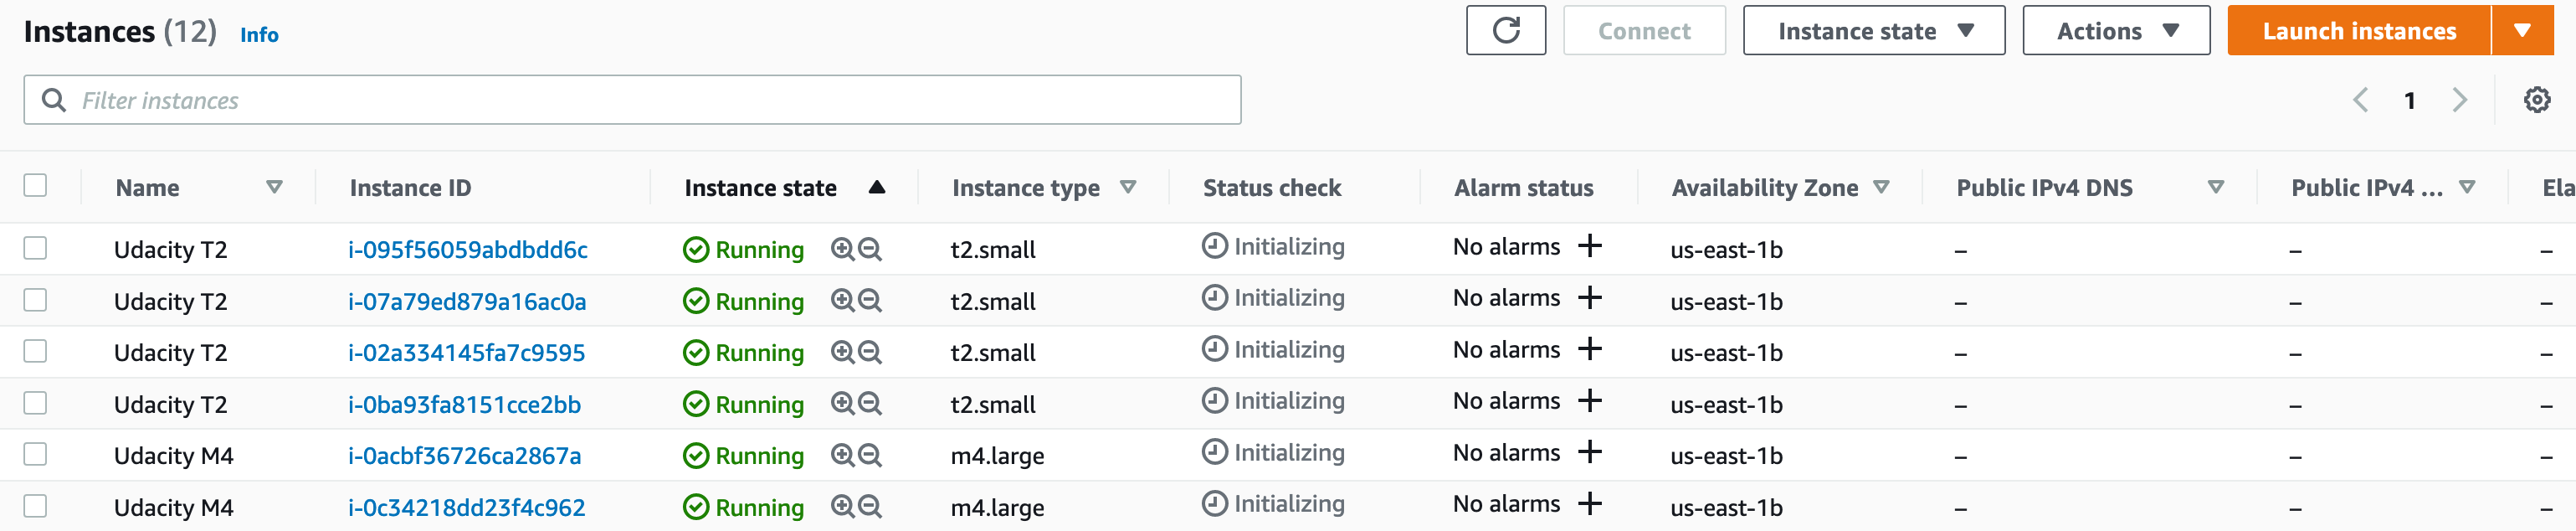 Instances (12) Info Connect Instance state Actions Launch instances
Filter instances 1
Name Instance ID Instance state Instance type Status check Alarm status Availability Zone Public IPv4 DNS Public IPv4 ... Ela
Udacity T2 i-095f56059abdbdd6c Running t2.small Initializing No alarms + us-east-1b – – –
Udacity T2 i-07a79ed879a16ac0a Running t2.small Initializing No alarms + us-east-1b – – –
Udacity T2 i-02a334145fa7c9595 Running t2.small Initializing No alarms + us-east-1b – – –
Udacity T2 i-0ba93fa8151cce2bb Running t2.small Initializing No alarms + us-east-1b – – –
Udacity M4 i-0acbf36726ca2867a Running m4.large Initializing No alarms + us-east-1b – – –
Udacity M4 i-0c34218dd23f4c962 Running m4.large Initializing No alarms + us-east-1b – – –